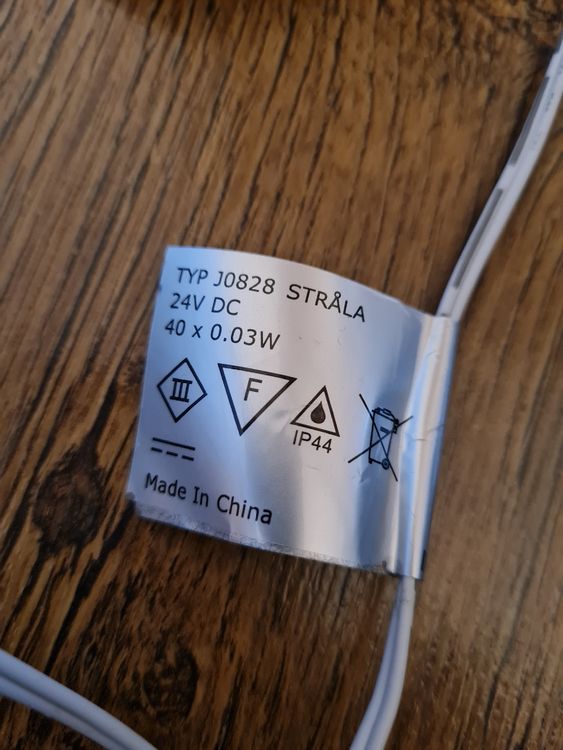 TYP J0828 STRÅLA
24V DC
40 x 0.03W
III
F
IP44
Made In China